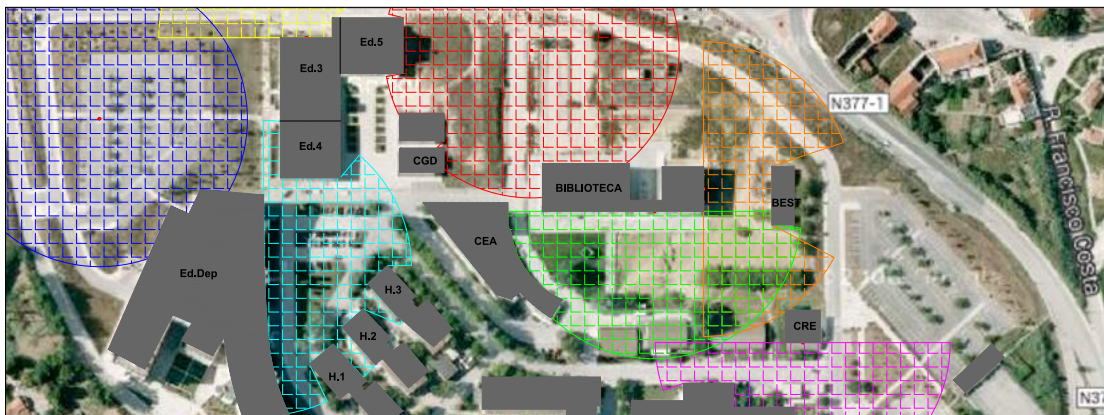 Ed.5
Ed.3
N377-1
Ed.4
CGD
BIBLIOTECA
BEST
CEA
R. Francisco Costa
Ed.Dep
H.3
CRE
H.2
H.1
N37